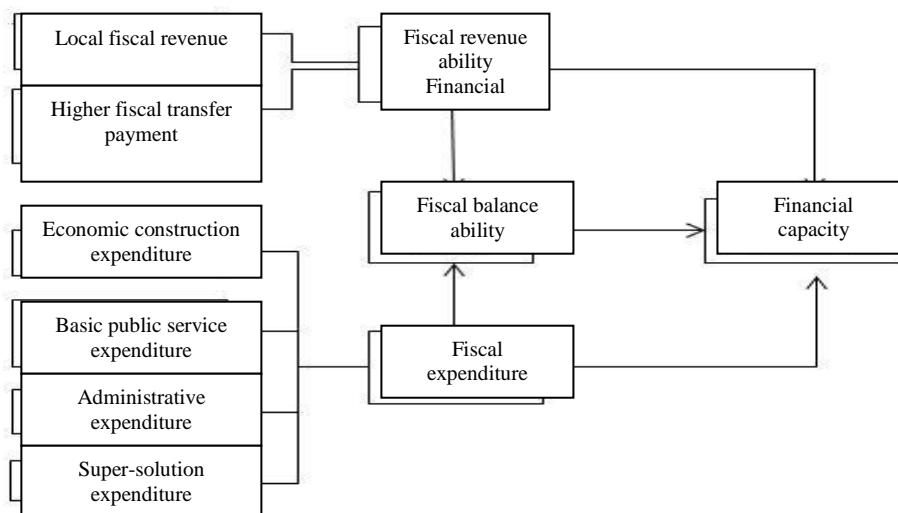 Local fiscal revenue
Higher fiscal transfer
payment
Economic construction
expenditure
Basic public service
expenditure
Administrative
expenditure
Super-solution
expenditure
Fiscal revenue
ability
Financial
Fiscal balance
ability
Fiscal
expenditure
Financial
capacity